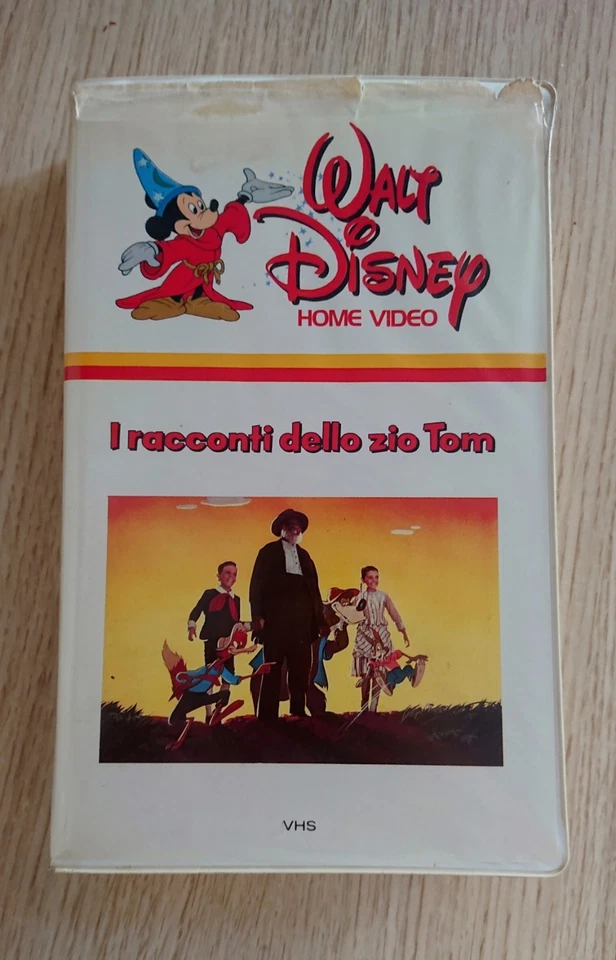 WALT
DISNEY
HOME VIDEO
I racconti dello zio Tom
VHS